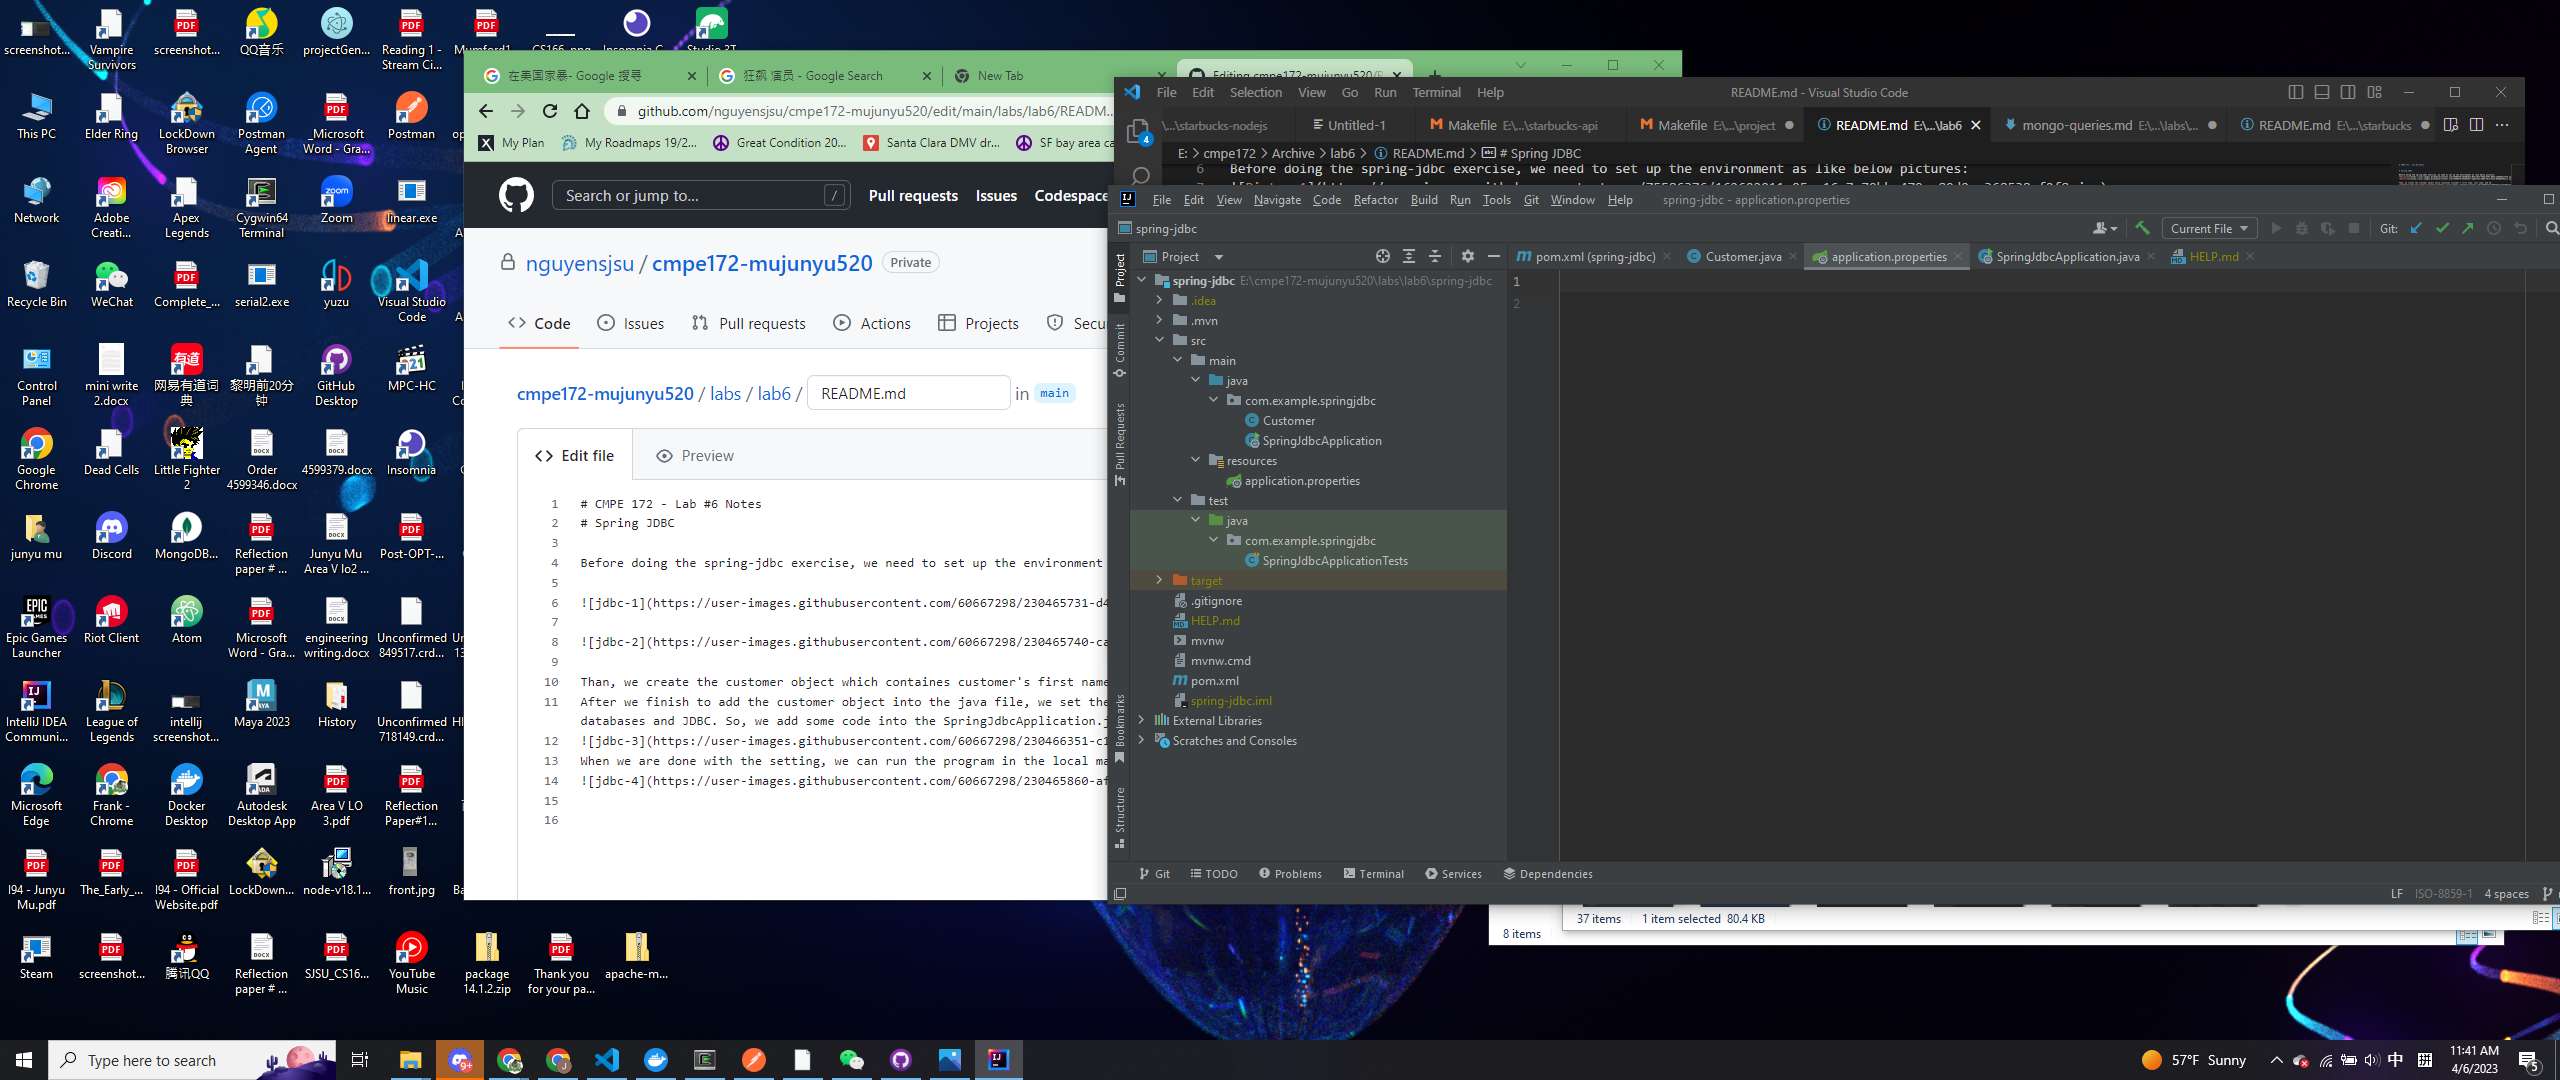 screenshot...
Vampire Survivors
screenshot...
QQ音乐
projectGen...
Reading 1 - Stream Ci...
This PC
Elder Ring
LockDown Browser
Postman Agent
_Microsoft Word - Gra...
Postman
Network
Adobe Creati...
Apex Legends
Cygwin64 Terminal
Zoom
linear.exe
Recycle Bin
WeChat
Complete_...
serial2.exe
yuzu
Visual Studio Code
Control Panel
mini write 2.docx
网易有道词典
黎明前20分钟
GitHub Desktop
MPC-HC
Google Chrome
Dead Cells
Little Fighter 2
Order 4599346.docx
4599379.docx
Insomnia
junyu mu
Discord
MongoDB...
Reflection paper # ...
Junyu Mu Area V lo2 ...
Post-OPT-...
Epic Games Launcher
Riot Client
Atom
Microsoft Word - Gra...
engineering writing.docx
Unconfirmed 849517.crd...
IntelliJ IDEA Communi...
League of Legends
intellij screenshot...
Maya 2023
History
Unconfirmed 718149.crd...
Microsoft Edge
Frank - Chrome
Docker Desktop
Autodesk Desktop App
Area V LO 3.pdf
Reflection Paper#1...
I94 - Junyu Mu.pdf
The_Early_...
I94 - Official Website.pdf
LockDown...
node-v18.1...
front.jpg
Steam
screenshot...
腾讯QQ
Reflection paper # ...
SJSU_CS16...
YouTube Music
package 14.1.2.zip
Thank you for your pa...
apache-m...
在美国家暴- Google 搜寻
狂飙 演员 - Google Search
New Tab
github.com/nguyensjsu/cmpe172-mujunyu520/edit/main/labs/lab6/READM...
My Plan
My Roadmaps 19/2...
Great Condition 20...
Santa Clara DMV dr...
SF bay area ca
Search or jump to...
/
Pull requests
Issues
Codespace
nguyensjsu / cmpe172-mujunyu520
Private
Code
Issues
Pull requests
Actions
Projects
Secu
cmpe172-mujunyu520 / labs / lab6 / README.md in main
Edit file
Preview
1 # CMPE 172 - Lab #6 Notes
2 # Spring JDBC
3
4 Before doing the spring-jdbc exercise, we need to set up the environment
5
6 ![jdbc-1](https://user-images.githubusercontent.com/60667298/230465731-d4
7
8 ![jdbc-2](https://user-images.githubusercontent.com/60667298/230465740-ca
9
10 Than, we create the customer object which containes customer's first name
11 After we finish to add the customer object into the java file, we set the
databases and JDBC. So, we add some code into the SpringJdbcApplication.j
12 ![jdbc-3](https://user-images.githubusercontent.com/60667298/230466351-c1
13 When we are done with the setting, we can run the program in the local ma
14 ![jdbc-4](https://user-images.githubusercontent.com/60667298/230465860-af
15
16
File Edit Selection View Go Run Terminal Help
README.md - Visual Studio Code
\...\starbucks-nodejs
Untitled-1
Makefile E:\...\starbucks-api
Makefile E:\...\project
README.md E:\...\lab6
mongo-queries.md E:\...\labs\...
README.md E:\...\starbucks
4
E: > cmpe172 > Archive > lab6 > README.md > # Spring JDBC
6 Before doing the spring-jdbc exercise, we need to set up the environment as like below pictures:
File Edit View Navigate Code Refactor Build Run Tools Git Window Help
spring-jdbc - application.properties
spring-jdbc
Current File
Git:
Project
pom.xml (spring-jdbc)
Customer.java
application.properties
SpringJdbcApplication.java
HELP.md
Project
Commit
Pull Requests
Bookmarks
Structure
spring-jdbc E:\cmpe172-mujunyu520\labs\lab6\spring-jdbc
.idea
.mvn
src
main
java
com.example.springjdbc
Customer
SpringJdbcApplication
resources
application.properties
test
java
com.example.springjdbc
SpringJdbcApplicationTests
target
.gitignore
HELP.md
mvnw
mvnw.cmd
pom.xml
spring-jdbc.iml
External Libraries
Scratches and Consoles
1
2
Git
TODO
Problems
Terminal
Services
Dependencies
LF
ISO-8859-1
4 spaces
37 items
1 item selected 80.4 KB
8 items
Type here to search
9+
57°F Sunny
中
拼
11:41 AM
4/6/2023
5